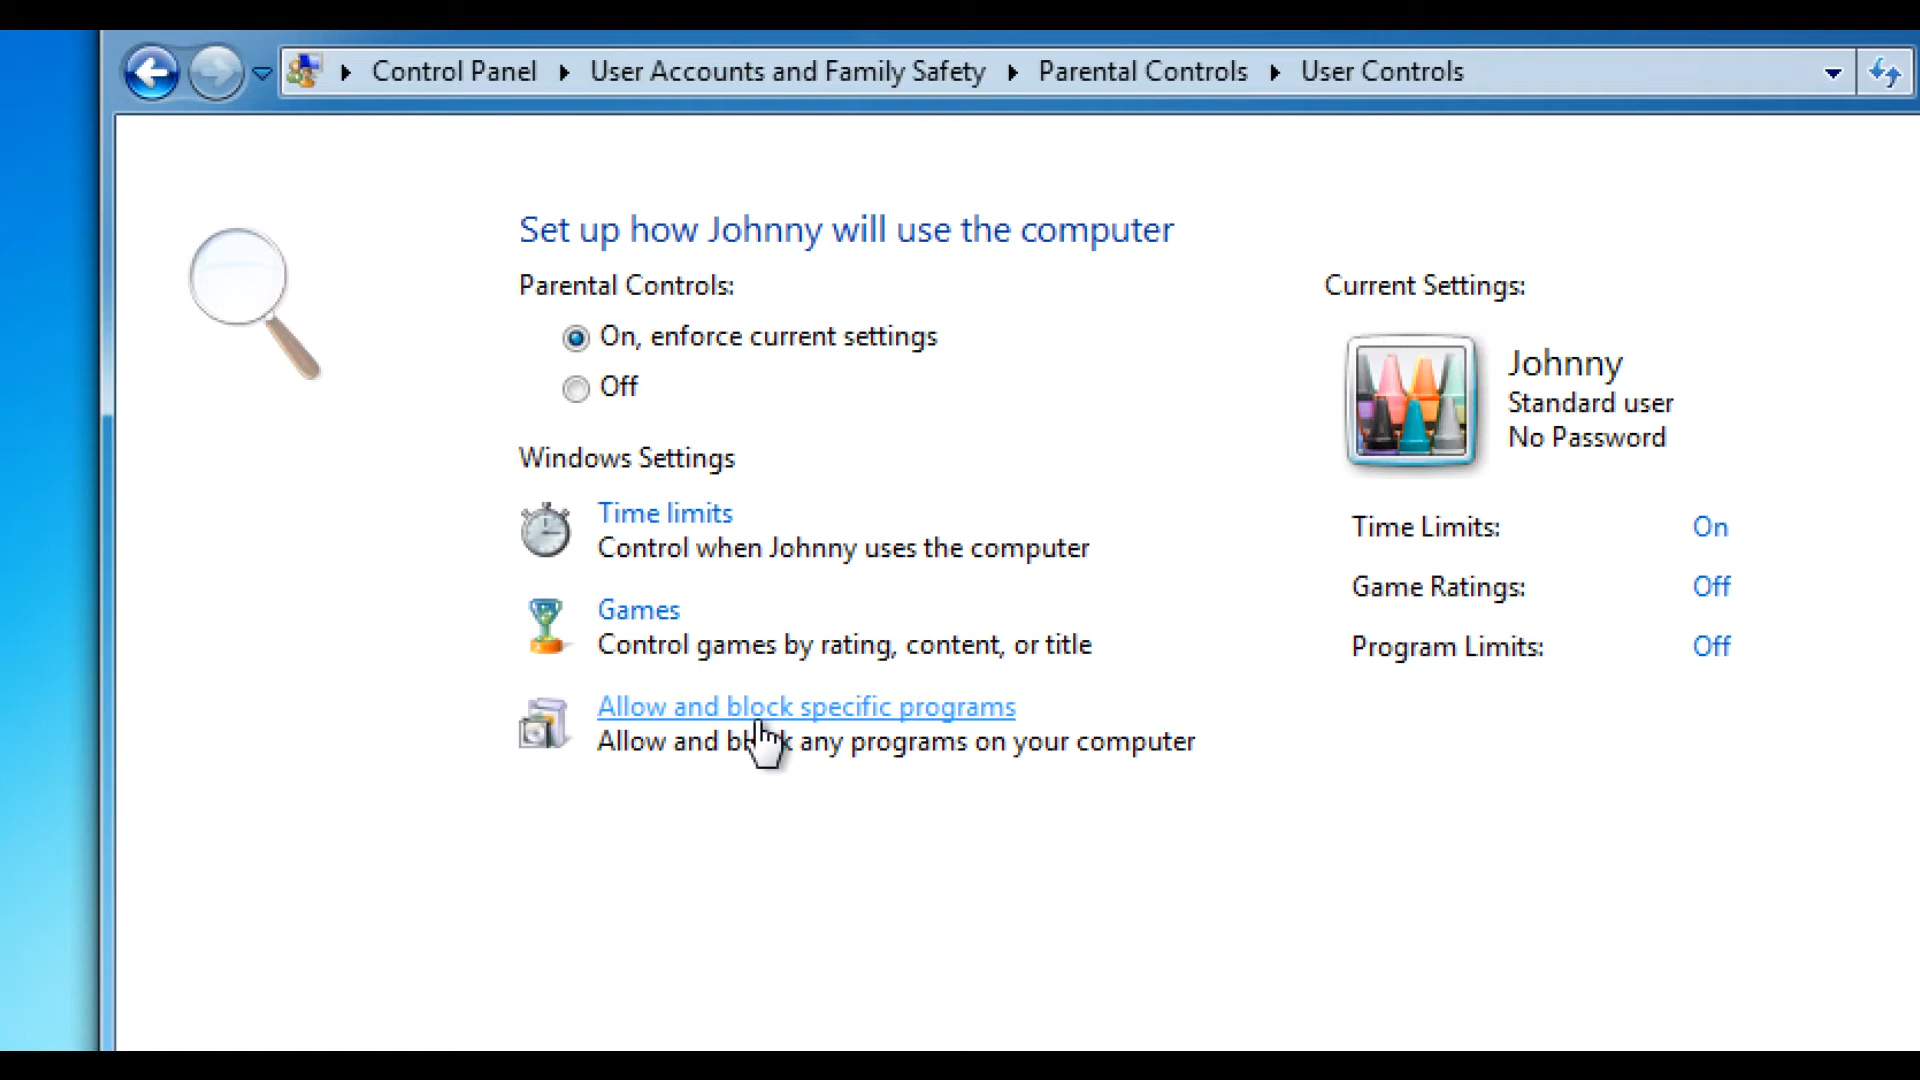 Control Panel User Accounts and Family Safety Parental Controls User Controls
Set up how Johnny will use the computer
Parental Controls:
On, enforce current settings
Off
Windows Settings
Time limits
Control when Johnny uses the computer
Games
Control games by rating, content, or title
Allow and block specific programs
Allow and block any programs on your computer
Current Settings:
Johnny
Standard user
No Password
Time Limits: On
Game Ratings: Off
Program Limits: Off